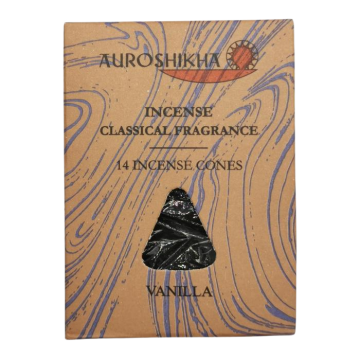 AUROSHIKHA
INCENSE
CLASSICAL FRAGRANCE
14 INCENSE CONES
VANILLA